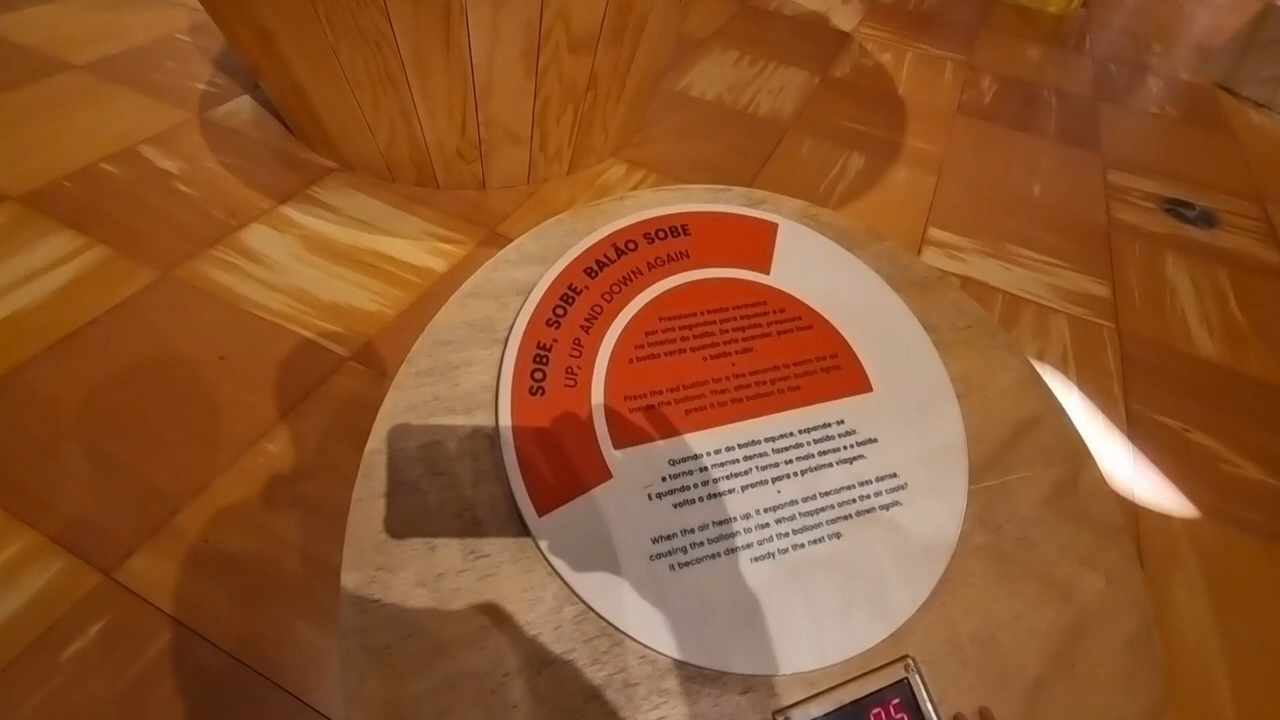 SOBE, SOBE, BALÃO SOBE
UP, UP AND DOWN AGAIN
Pressione o botão vermelho
por uns segundos para aquecer o ar
no interior do balão. De seguida, pressione
o botão verde quando este acender, para fazer
o balão subir.
Press the red button for a few seconds to warm the air
inside the balloon. Then, after the green button lights,
press it for the balloon to rise.
Quando o ar do balão aquece, expande-se
e torna-se menos denso, fazendo o balão subir.
E quando o ar arrefece? Torna-se mais denso e o balão
volta a descer, pronto para a próxima viagem.
When the air heats up, it expands and becomes less dense,
causing the balloon to rise. What happens once the air cools?
It becomes denser and the balloon comes down again,
ready for the next trip.